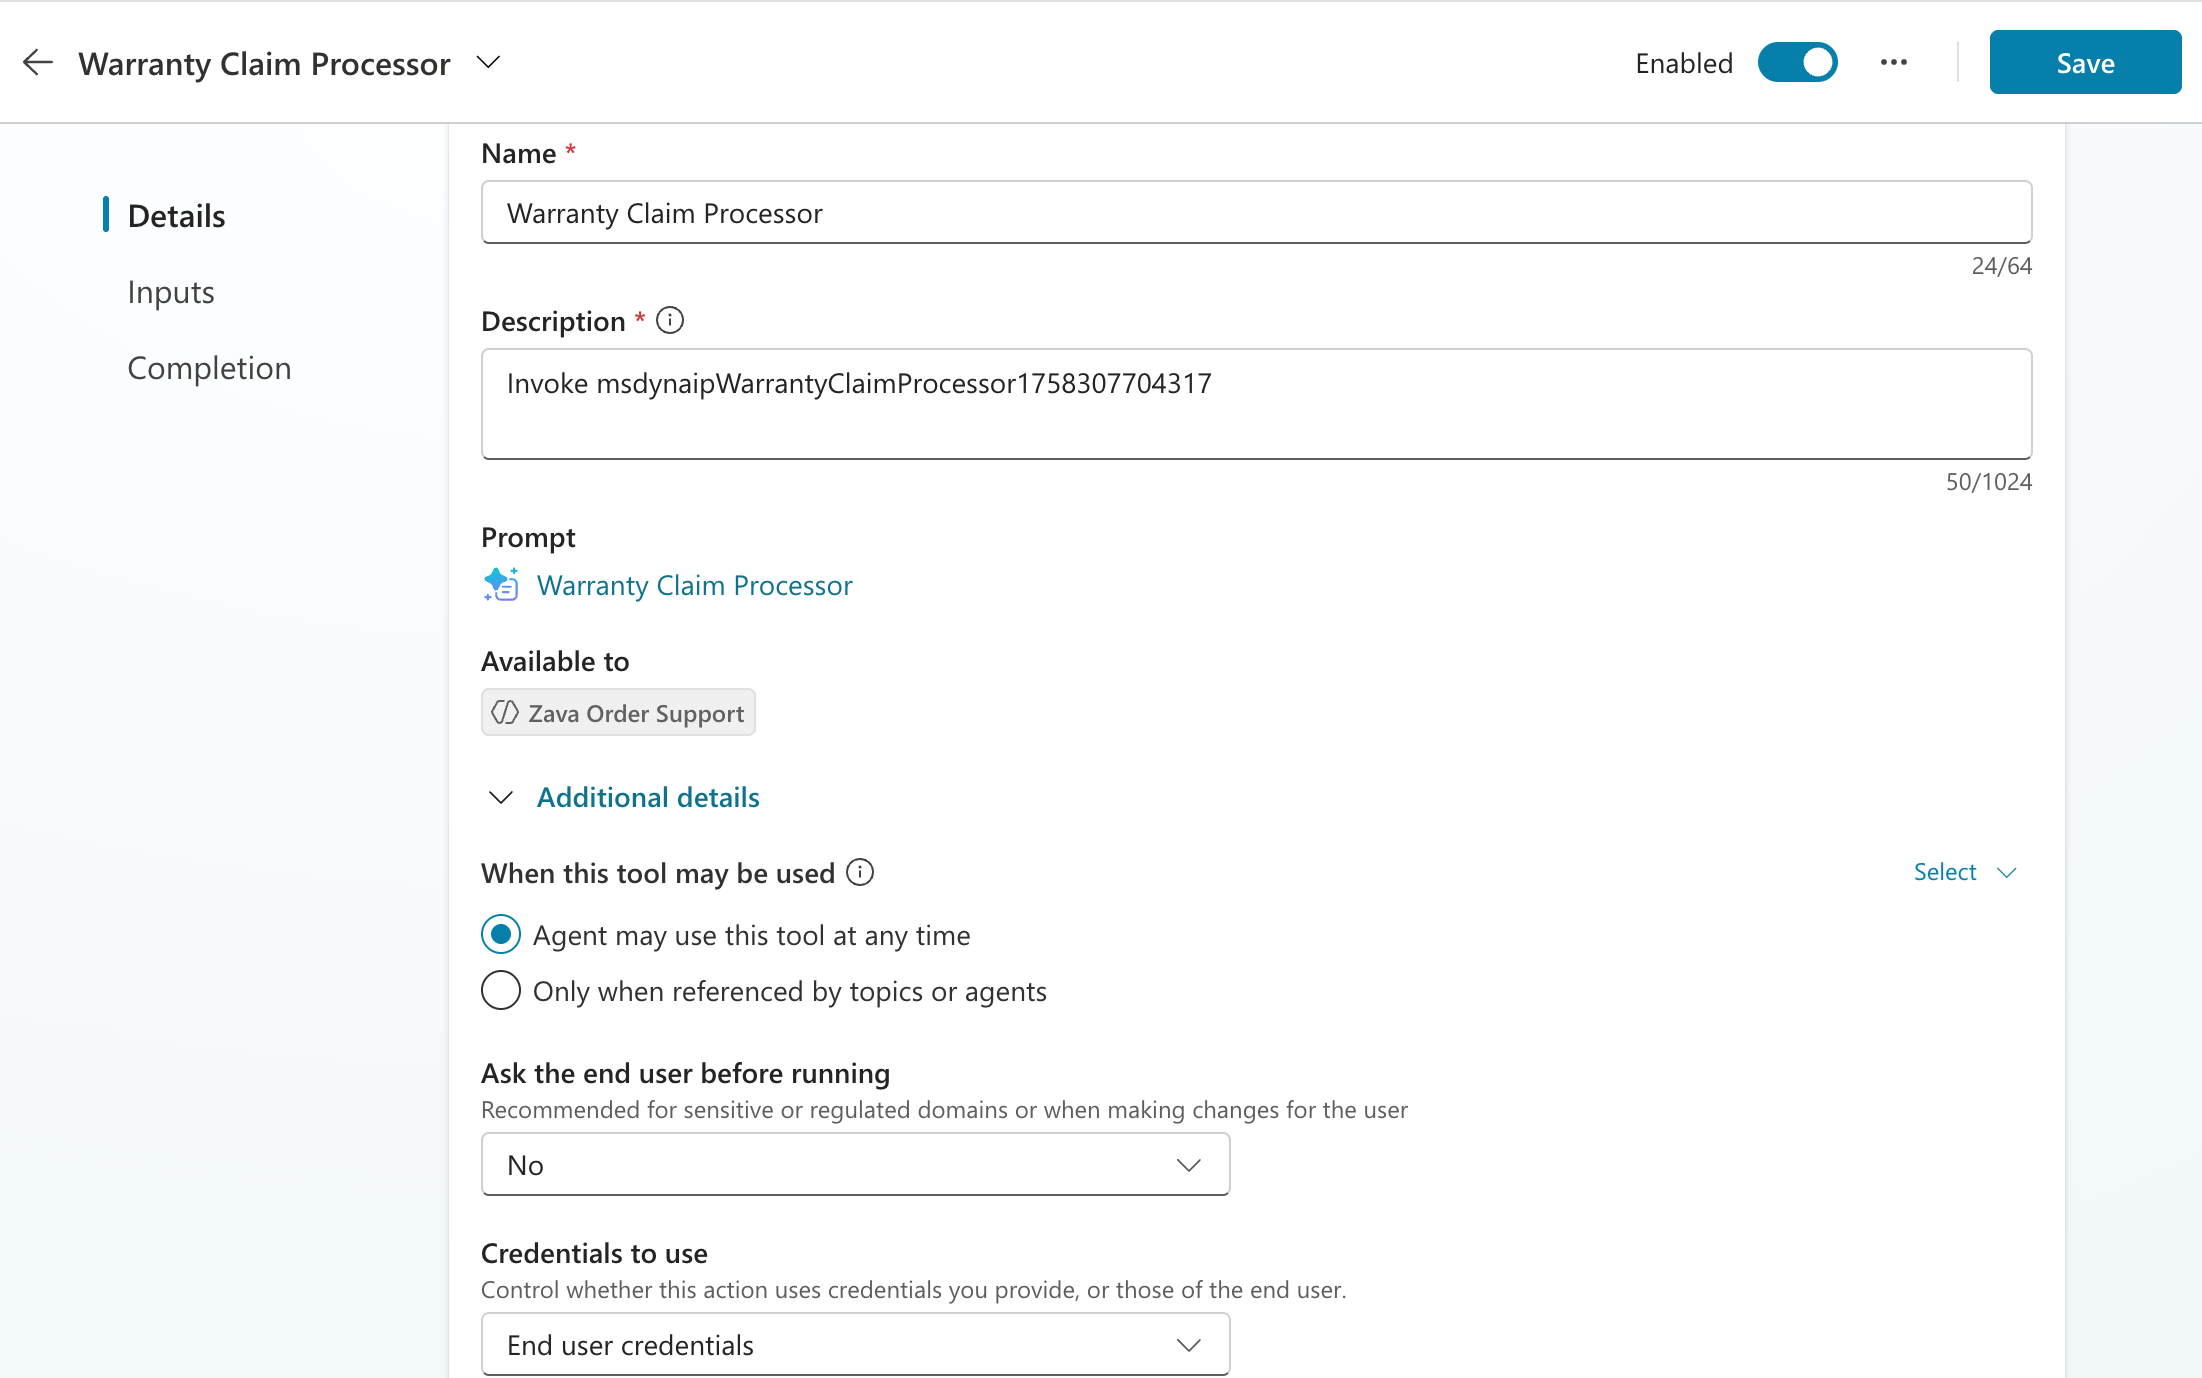 Warranty Claim Processor
Enabled
Save
Details
Inputs
Completion
Name *
Warranty Claim Processor
24/64
Description *
Invoke msdynaipWarrantyClaimProcessor1758307704317
50/1024
Prompt
Warranty Claim Processor
Available to
Zava Order Support
Additional details
When this tool may be used
Select
Agent may use this tool at any time
Only when referenced by topics or agents
Ask the end user before running
Recommended for sensitive or regulated domains or when making changes for the user
No
Credentials to use
Control whether this action uses credentials you provide, or those of the end user.
End user credentials